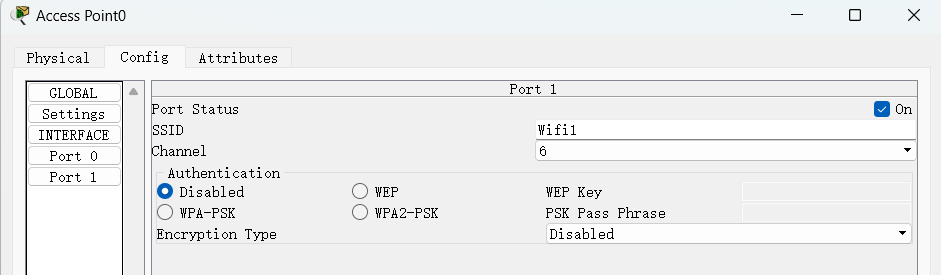 Access Point0
Physical Config Attributes
GLOBAL
Settings
INTERFACE
Port 0
Port 1
Port 1
Port Status On
SSID Wifi1
Channel 6
Authentication
Disabled WEP WEP Key
WPA-PSK WPA2-PSK PSK Pass Phrase
Encryption Type Disabled